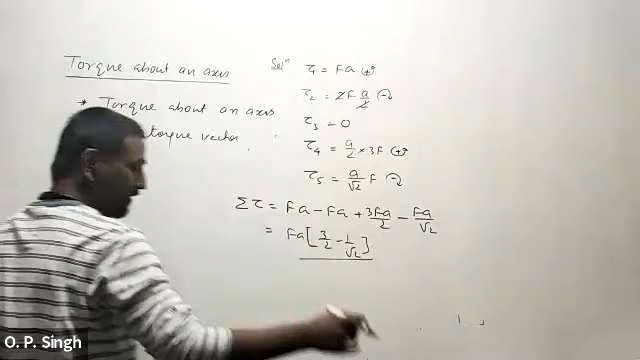 Torque about an axis
* Torque about an axis
torque vector.
Solⁿ
τ₁ = Fa ↺
τ₂ = 2F a/2 ↷
τ₃ = 0
τ₄ = a/2 × 3F ↺
τ₅ = a/√2 F ↷
Στ = Fa - Fa + 3Fa/2 - Fa/√2
= Fa[3/2 - 1/√2]
O. P. Singh